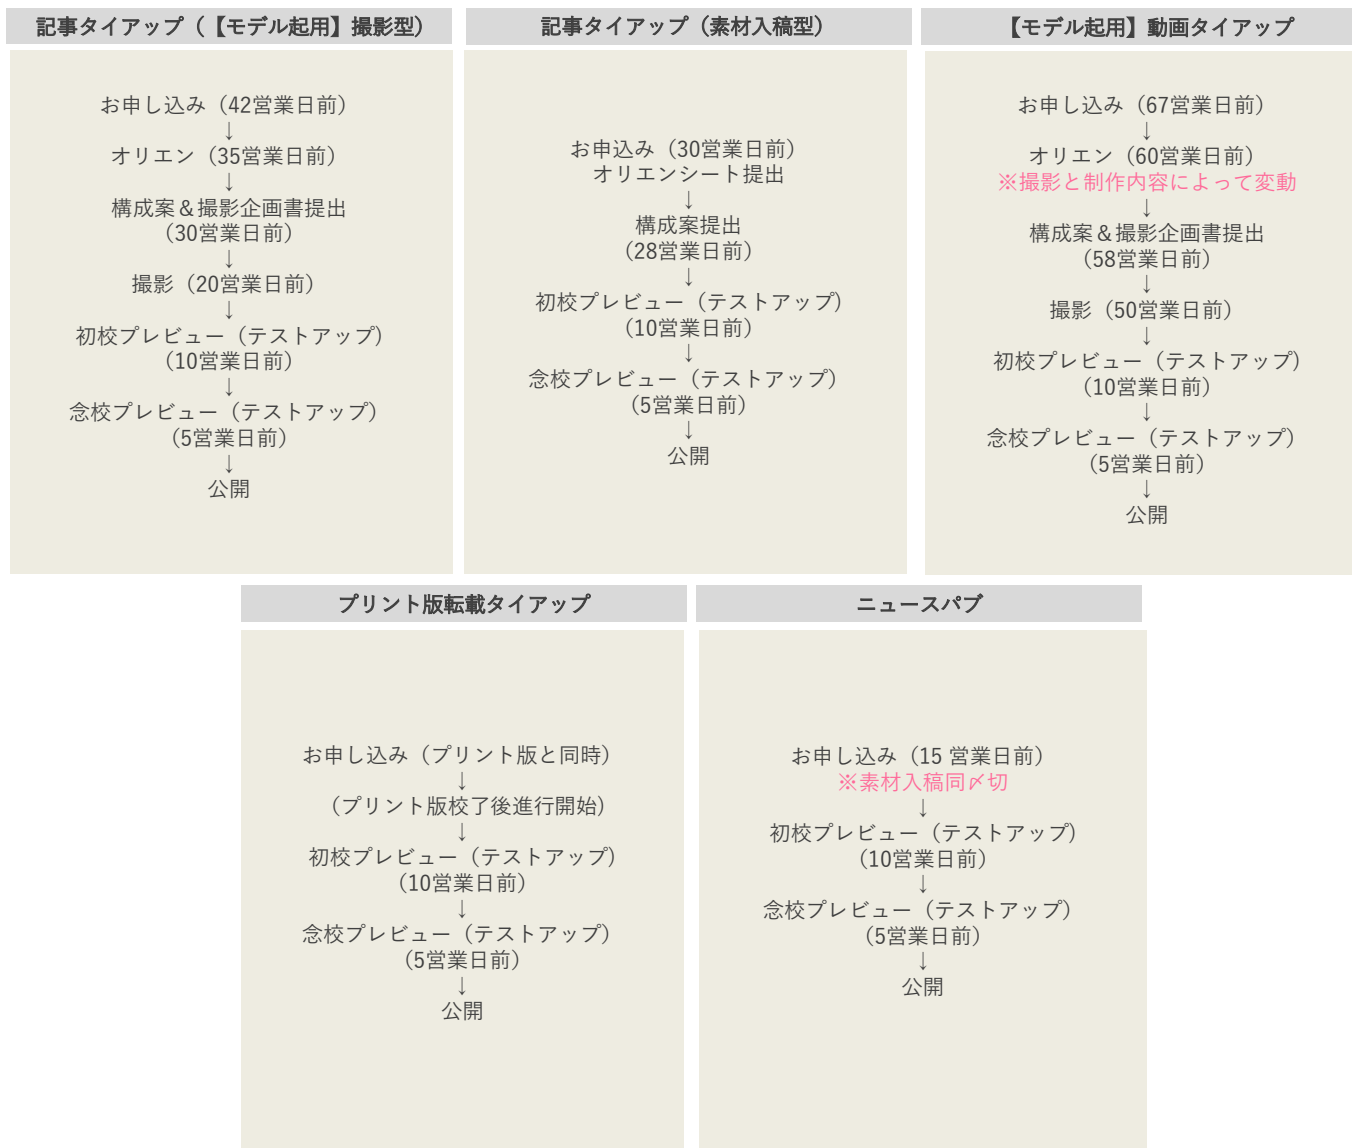 記事タイアップ（【モデル起用】撮影型）
お申し込み（42営業日前）
↓
オリエン（35営業日前）
↓
構成案＆撮影企画書提出
（30営業日前）
↓
撮影（20営業日前）
↓
初校プレビュー（テストアップ）
（10営業日前）
↓
念校プレビュー（テストアップ）
（5営業日前）
↓
公開
記事タイアップ（素材入稿型）
お申込み（30営業日前）
オリエンシート提出
↓
構成案提出
（28営業日前）
↓
初校プレビュー（テストアップ）
（10営業日前）
↓
念校プレビュー（テストアップ）
（5営業日前）
↓
公開
【モデル起用】動画タイアップ
お申し込み（67営業日前）
↓
オリエン（60営業日前）
※撮影と制作内容によって変動
↓
構成案＆撮影企画書提出
（58営業日前）
↓
撮影（50営業日前）
↓
初校プレビュー（テストアップ）
（10営業日前）
↓
念校プレビュー（テストアップ）
（5営業日前）
↓
公開
プリント版転載タイアップ
お申し込み（プリント版と同時）
↓
（プリント版校了後進行開始）
↓
初校プレビュー（テストアップ）
（10営業日前）
↓
念校プレビュー（テストアップ）
（5営業日前）
↓
公開
ニュースパブ
お申し込み（15 営業日前）
※素材入稿同〆切
↓
初校プレビュー（テストアップ）
（10営業日前）
↓
念校プレビュー（テストアップ）
（5営業日前）
↓
公開